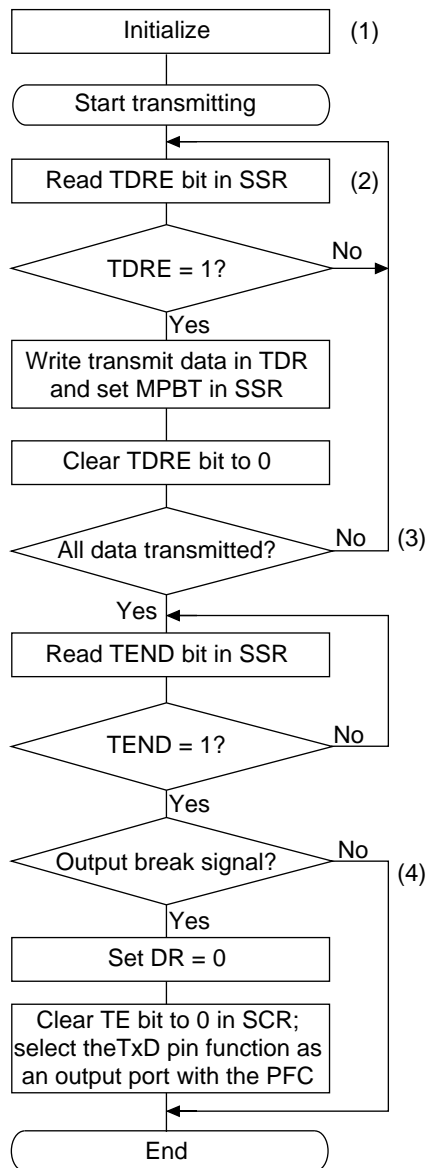 Initialize
(1)
Start transmitting
Read TDRE bit in SSR
(2)
TDRE = 1?
No
Yes
Write transmit data in TDR
and set MPBT in SSR
Clear TDRE bit to 0
All data transmitted?
No
(3)
Yes
Read TEND bit in SSR
TEND = 1?
No
Yes
Output break signal?
No
(4)
Yes
Set DR = 0
Clear TE bit to 0 in SCR;
select theTxD pin function as
an output port with the PFC
End